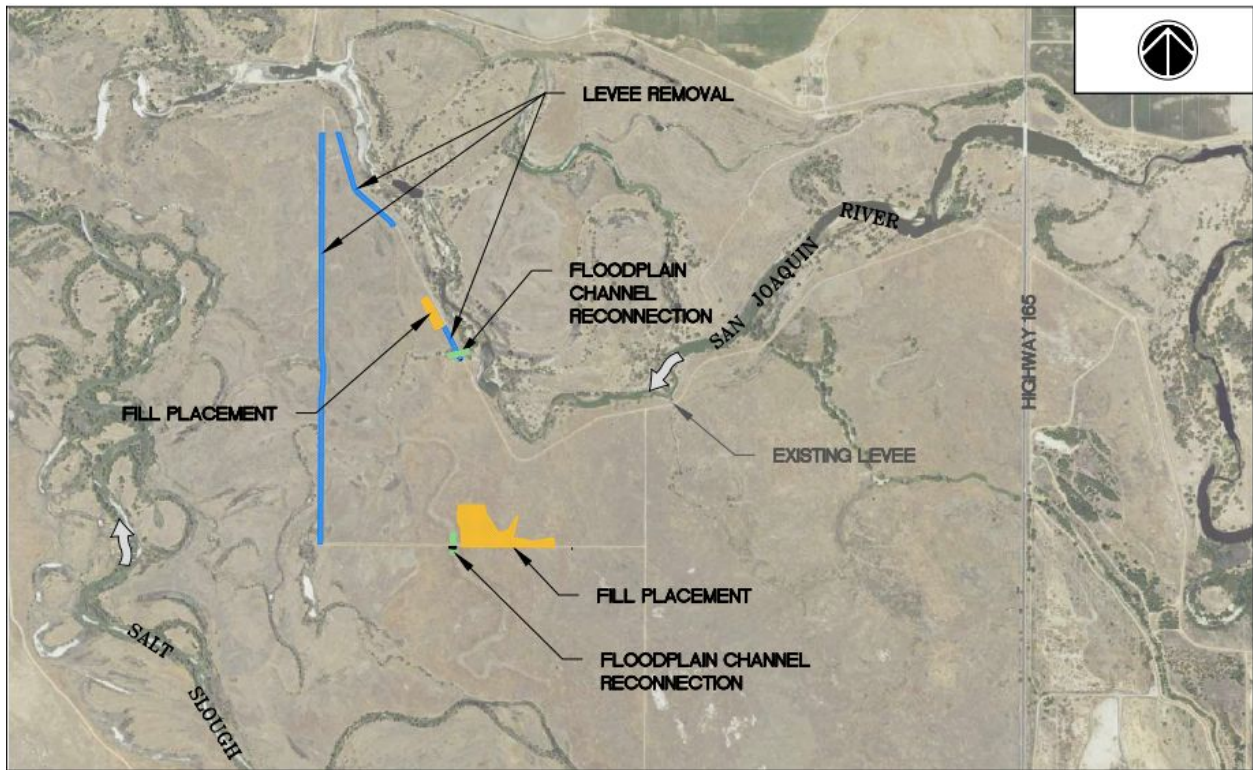 LEVEE REMOVAL
RIVER
SAN JOAQUIN
FLOODPLAIN
CHANNEL
RECONNECTION
HIGHWAY 165
FILL PLACEMENT
EXISTING LEVEE
FILL PLACEMENT
SALT
SLOUGH
FLOODPLAIN CHANNEL
RECONNECTION